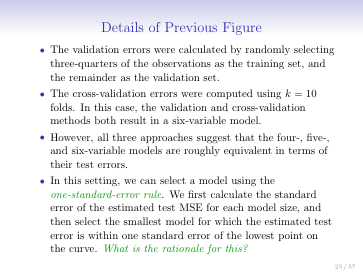 Details of Previous Figure
• The validation errors were calculated by randomly selecting
three-quarters of the observations as the training set, and
the remainder as the validation set.
• The cross-validation errors were computed using k = 10
folds. In this case, the validation and cross-validation
methods both result in a six-variable model.
• However, all three approaches suggest that the four-, five-,
and six-variable models are roughly equivalent in terms of
their test errors.
• In this setting, we can select a model using the
one-standard-error rule. We first calculate the standard
error of the estimated test MSE for each model size, and
then select the smallest model for which the estimated test
error is within one standard error of the lowest point on
the curve. What is the rationale for this?
25 / 57